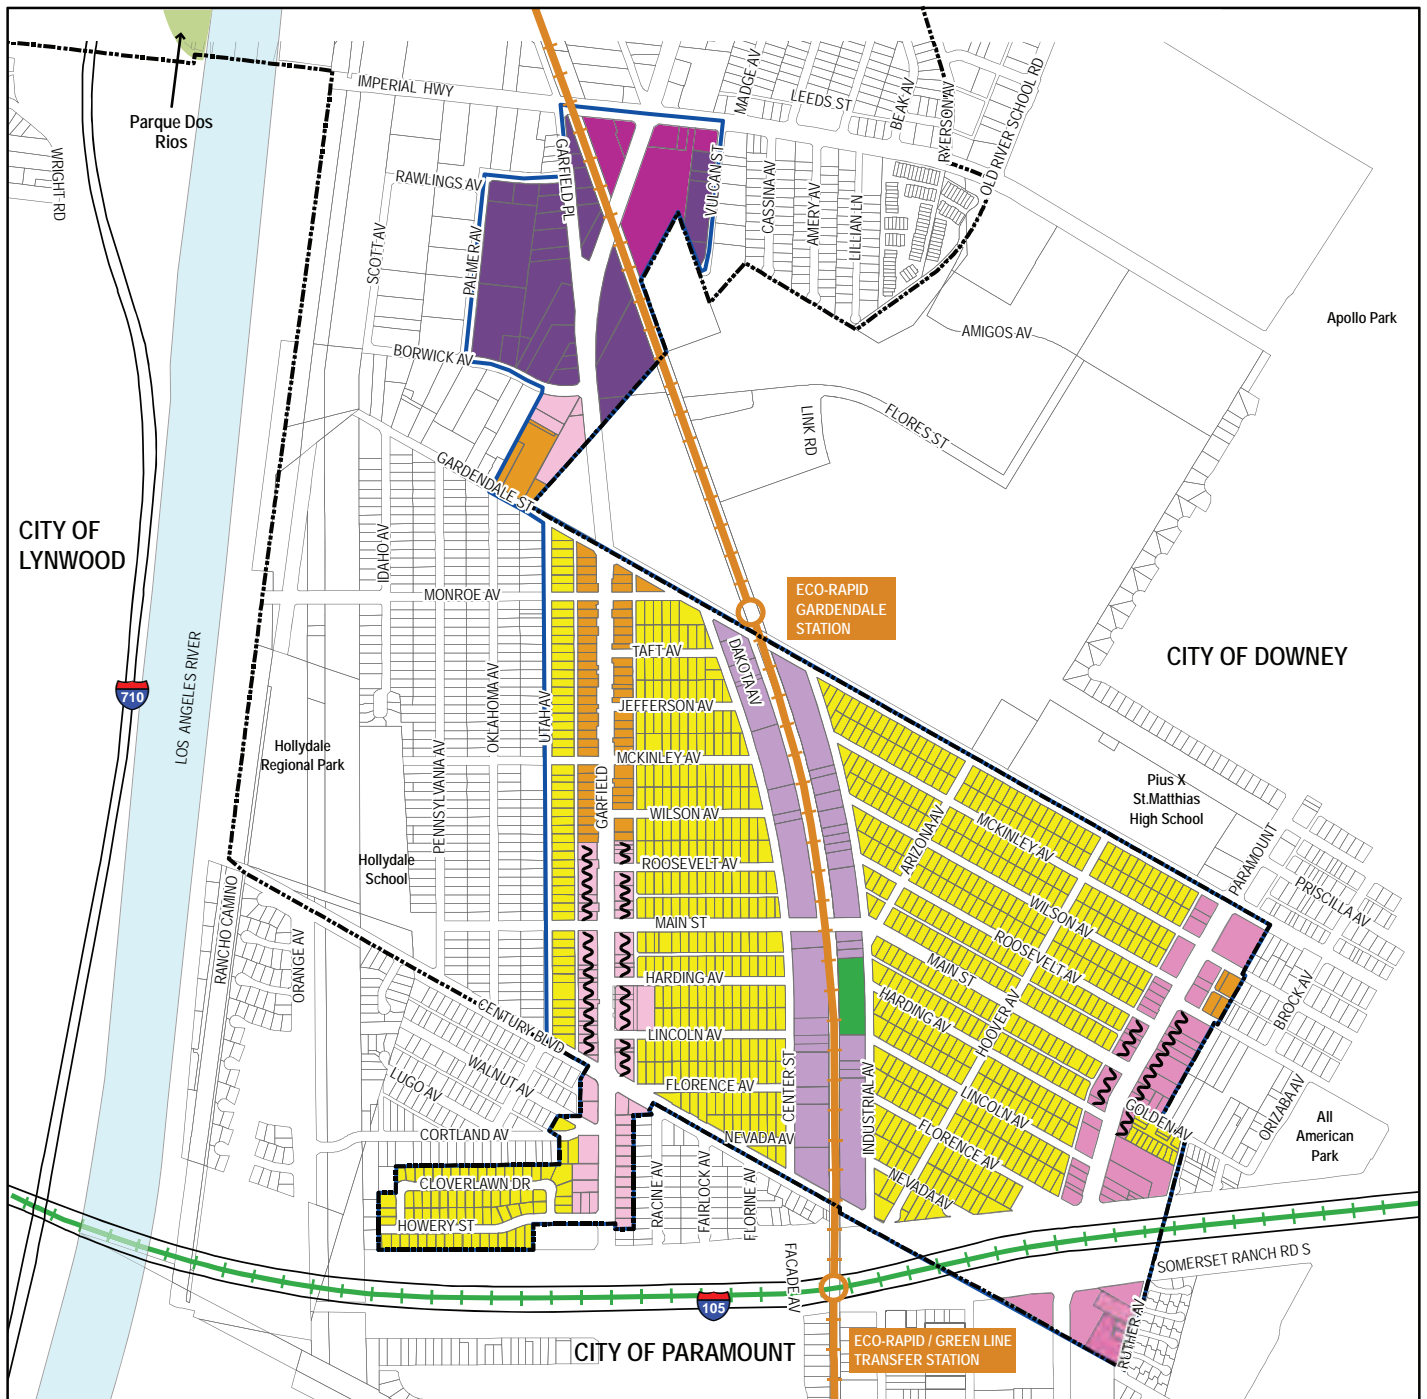 IMPERIAL HWY
MADGE AV
LEEDS ST
BEAK AV
RYERSON AV
OLD RIVER SCHOOL RD
Parque Dos
Rios
WRIGHT RD
RAWLINGS AV
GARFIELD PL
VULCAN ST
CASSINA AV
AMERY AV
LILLIAN LN
SCOTT AV
PALMER AV
Apollo Park
AMIGOS AV
BORWICK AV
FLORES ST
LINK RD
GARDENDALE ST
CITY OF
LYNWOOD
IDAHO AV
MONROE AV
ECO-RAPID
GARDENDALE
STATION
LOS ANGELES RIVER
710
OKLAHOMA AV
UTAH AV
TAFT AV
DAKOTA AV
CITY OF DOWNEY
JEFFERSON AV
Hollydale
Regional Park
PENNSYLVANIA AV
GARFIELD
MCKINLEY AV
WILSON AV
ARIZONA AV
MCKINLEY AV
Pius X
St.Matthias
High School
PARAMOUNT
Hollydale
School
ROOSEVELT AV
PRISCILLA AV
RANCHO CAMINO
ORANGE AV
MAIN ST
WILSON AV
ROOSEVELT AV
MAIN ST
HARDING AV
HARDING AV
HOOVER AV
BROCK AV
CENTURY BLVD
LINCOLN AV
WALNUT AV
LUGO AV
FLORENCE AV
CENTER ST
INDUSTRIAL AV
LINCOLN AV
GOLDEN AV
ORIZABA AV
All
American
Park
CORTLAND AV
NEVADA AV
FLORENCE AV
CLOVERLAWN DR
NEVADA AV
HOWERY ST
RACINE AV
FAIRLOCK AV
FLORINE AV
FACADE AV
SOMERSET RANCH RD S
105
RUTHER AV
CITY OF PARAMOUNT
ECO-RAPID / GREEN LINE
TRANSFER STATION